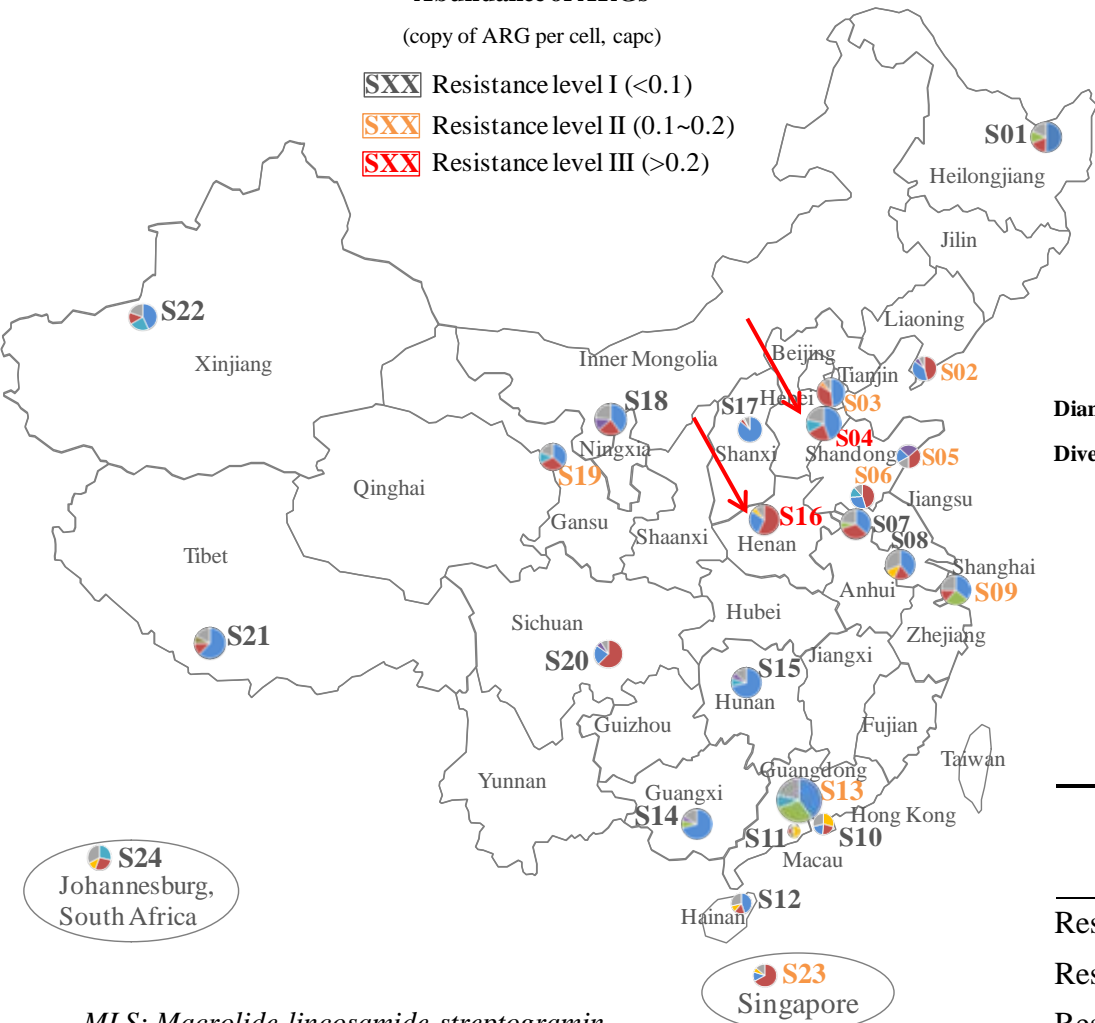 (copy of ARG per cell, capc)
SXX Resistance level I (<0.1)
SXX Resistance level II (0.1~0.2)
SXX Resistance level III (>0.2)
S01
Heilongjiang
Jilin
Liaoning
S22
Xinjiang
Inner Mongolia
Beijing
Tianjin
S02
Hebei
S03
S18
S17
S04
Ningxia
Shanxi
Shandong
S05
S19
S06
Qinghai
Jiangsu
Gansu
S16
S07
Shaanxi
Henan
S08
Tibet
Shanghai
Anhui
S09
Hubei
Sichuan
Zhejiang
S21
S20
Jiangxi
S15
Hunan
Guizhou
Fujian
Taiwan
Guangdong
Yunnan
Guangxi
S13
S14
Hong Kong
S11
S10
Macau
S24
Johannesburg,
South Africa
S12
Hainan
S23
Singapore
MLS: Macrolide-lincosamide-streptogramin
Diam
Dive
Res
Res
Res